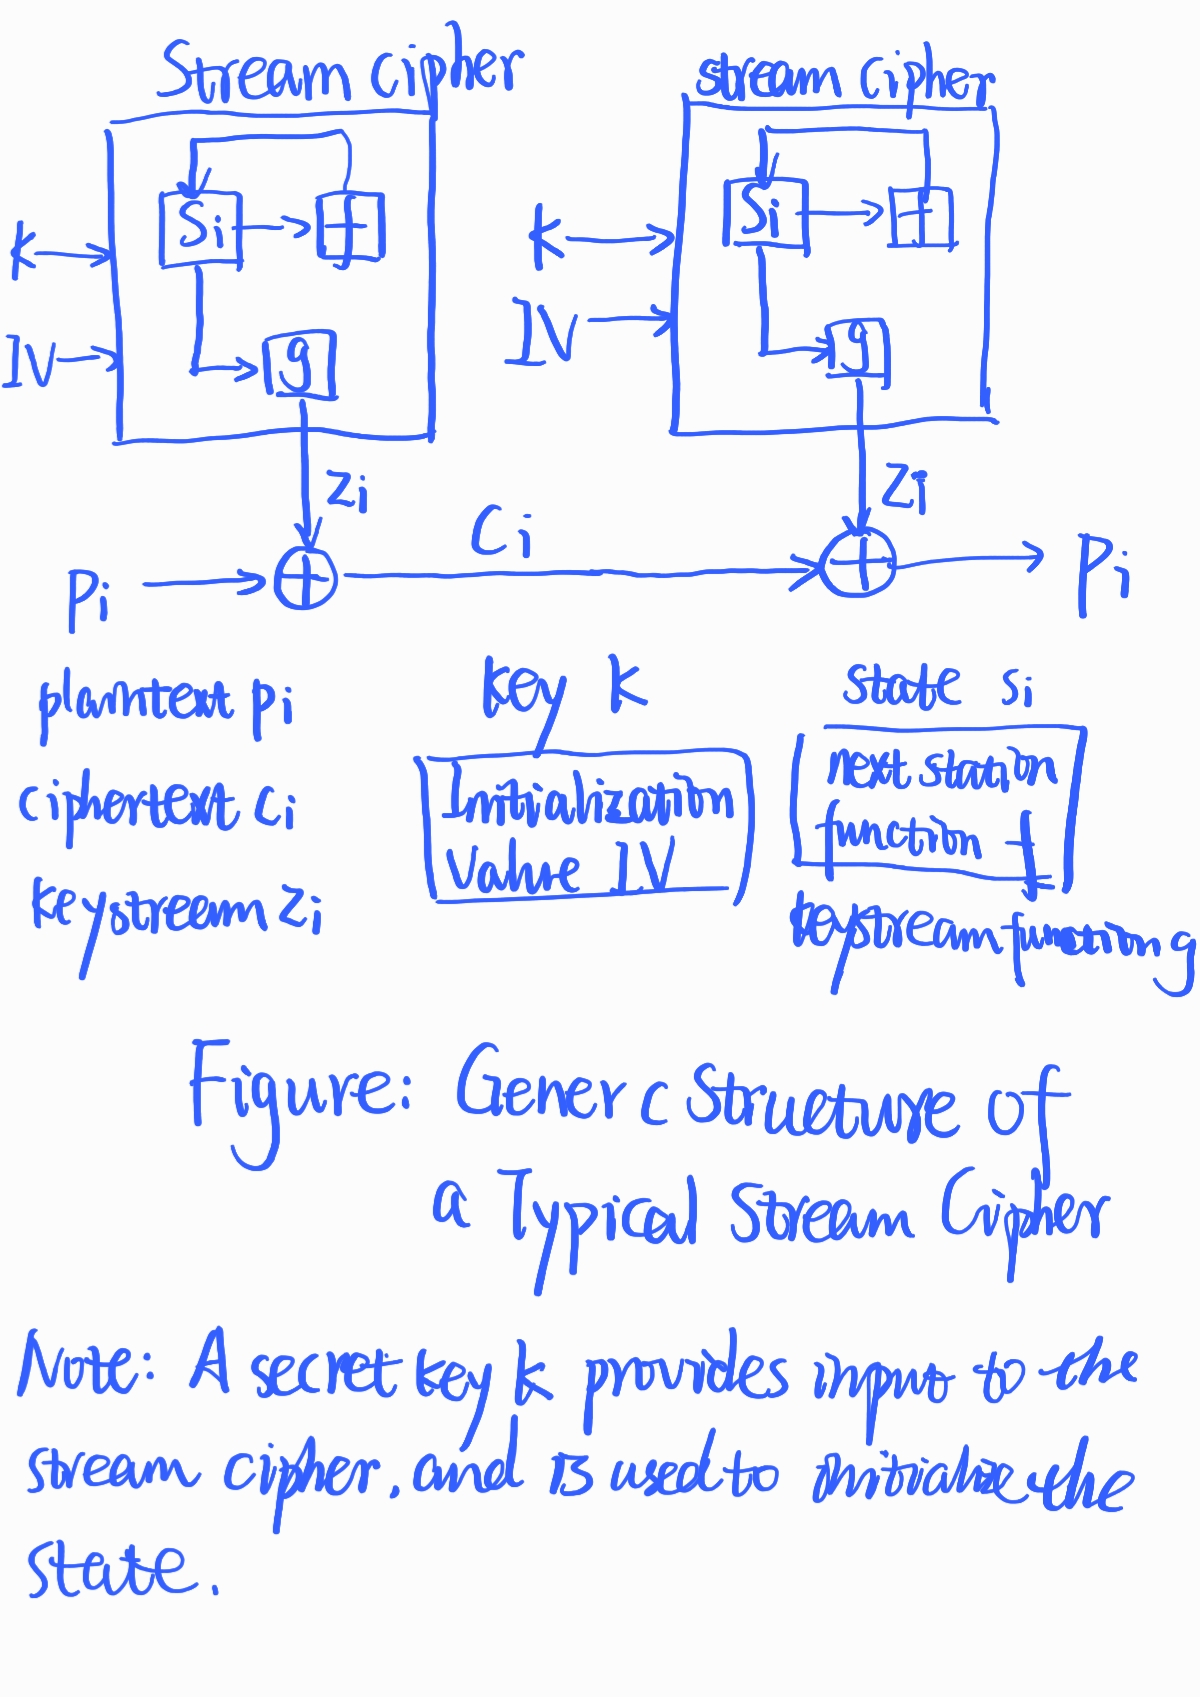 Stream cipher
stream cipher
Si
f
K
IV
g
zi
Si
f
K
IV
g
zi
Pi
Ci
Pi
plaintext pi
key K
state si
ciphertext ci
Initialization
value IV
next station
function f
keystream zi
keystream function g
Figure: Generc Structure of
a Typical Stream Cipher
Note: A secret key k provides input to the
stream cipher, and is used to initialize the
state.